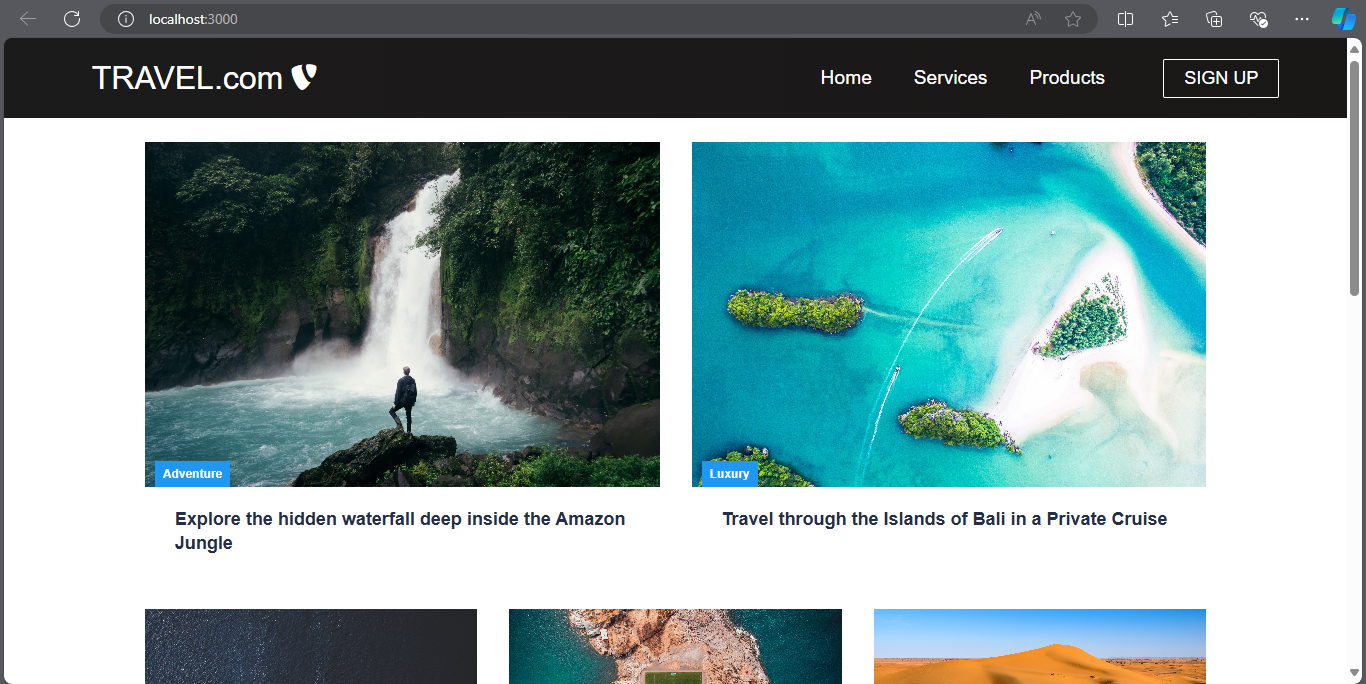 localhost:3000
TRAVEL.com
Home Services Products SIGN UP
Adventure
Luxury
Explore the hidden waterfall deep inside the Amazon
Jungle
Travel through the Islands of Bali in a Private Cruise